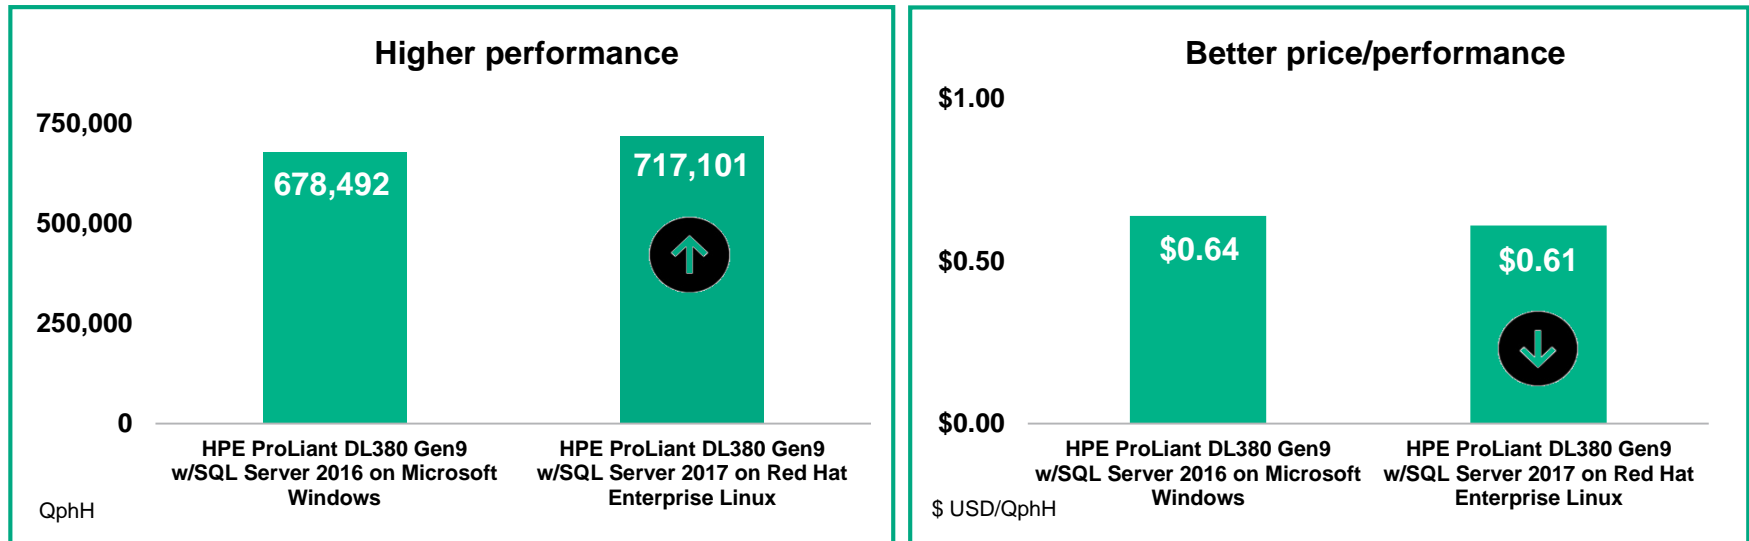 Higher performance
750,000
500,000
250,000
0
678,492
717,101
HPE ProLiant DL380 Gen9
w/SQL Server 2016 on Microsoft
Windows
HPE ProLiant DL380 Gen9
w/SQL Server 2017 on Red Hat
Enterprise Linux
QphH
Better price/performance
$1.00
$0.50
$0.00
$0.64
$0.61
HPE ProLiant DL380 Gen9
w/SQL Server 2016 on Microsoft
Windows
HPE ProLiant DL380 Gen9
w/SQL Server 2017 on Red Hat
Enterprise Linux
$ USD/QphH